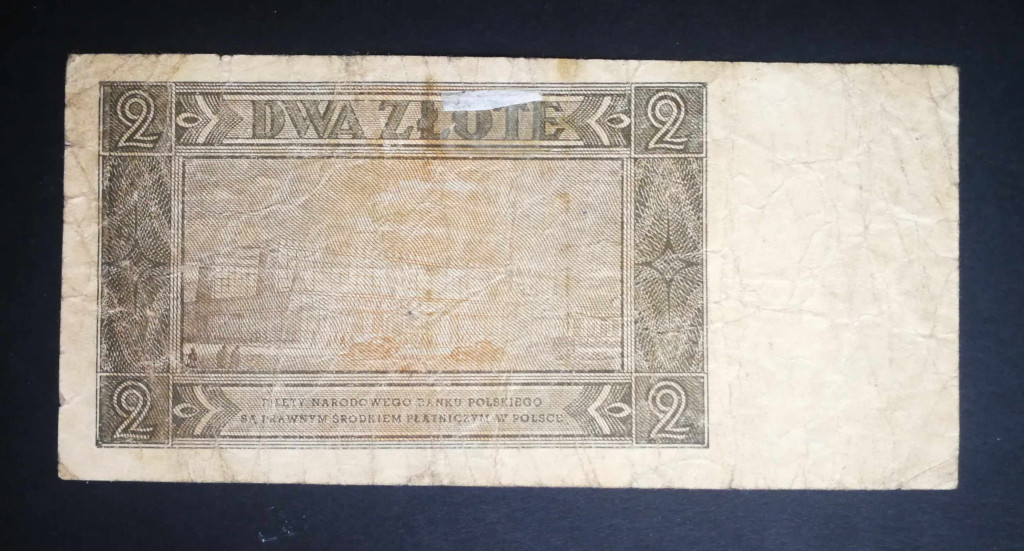 2 DWA ZŁOTE 2
2 BILETY NARODOWEGO BANKU POLSKIEGO 2
SĄ PRAWNYM ŚRODKIEM PŁATNICZYM W POLSCE